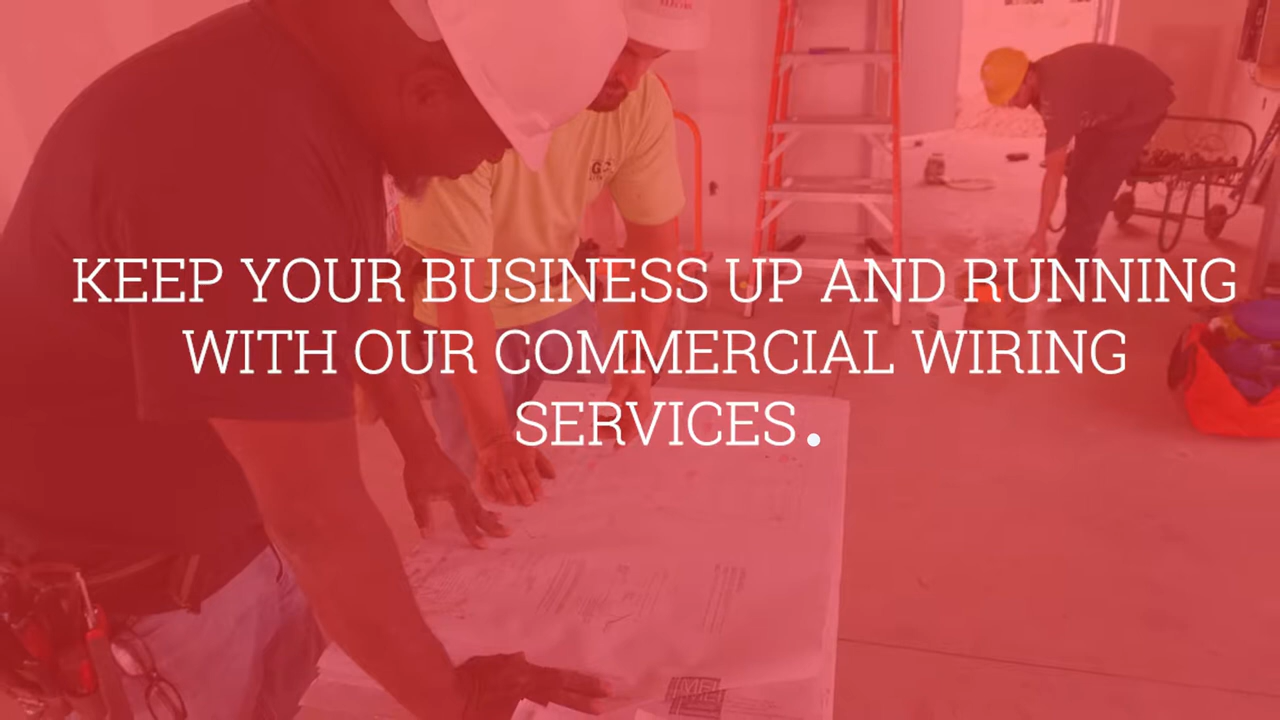 KEEP YOUR BUSINESS UP AND RUNNING
WITH OUR COMMERCIAL WIRING
SERVICES.